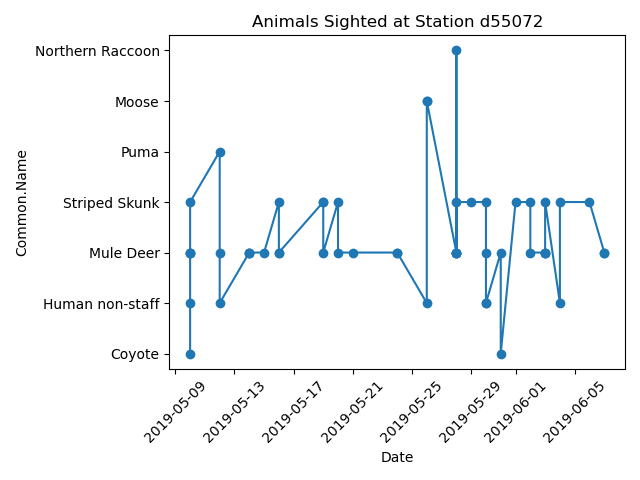 Animals Sighted at Station d55072
Northern Raccoon
Moose
Puma
Striped Skunk
Mule Deer
Human non-staff
Coyote
Common.Name
2019-05-09
2019-05-13
2019-05-17
2019-05-21
2019-05-25
2019-05-29
2019-06-01
2019-06-05
Date